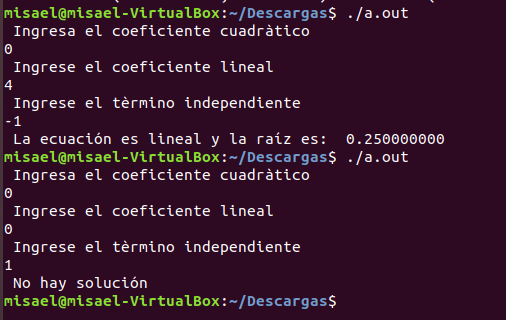 misael@misael-VirtualBox:~/Descargas$ ./a.out
Ingresa el coeficiente cuadràtico
0
Ingrese el coeficiente lineal
4
Ingrese el tèrmino independiente
-1
La ecuación es lineal y la raíz es:  0.250000000
misael@misael-VirtualBox:~/Descargas$ ./a.out
Ingresa el coeficiente cuadràtico
0
Ingrese el coeficiente lineal
0
Ingrese el tèrmino independiente
1
No hay solución
misael@misael-VirtualBox:~/Descargas$